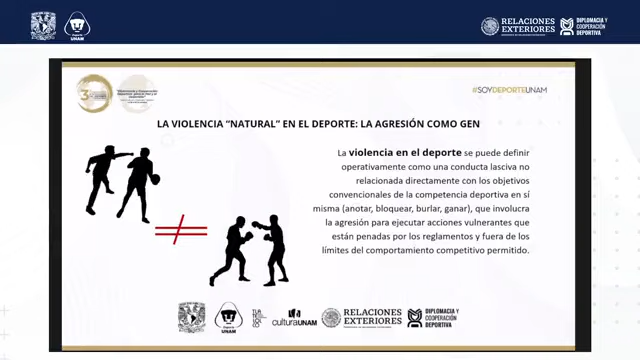 UNAM
RELACIONES
EXTERIORES
DIPLOMACIA Y
COOPERACIÓN
DEPORTIVA
#SOYDEPORTEUNAM
LA VIOLENCIA “NATURAL” EN EL DEPORTE: LA AGRESIÓN COMO GEN
La violencia en el deporte se puede definir
operativamente como una conducta lasciva no
relacionada directamente con los objetivos
convencionales de la competencia deportiva en sí
misma (anotar, bloquear, burlar, ganar), que involucra
la agresión para ejecutar acciones vulnerantes que
están penadas por los reglamentos y fuera de los
límites del comportamiento competitivo permitido.
UNAM
culturaUNAM
RELACIONES
EXTERIORES
DIPLOMACIA Y
COOPERACIÓN
DEPORTIVA